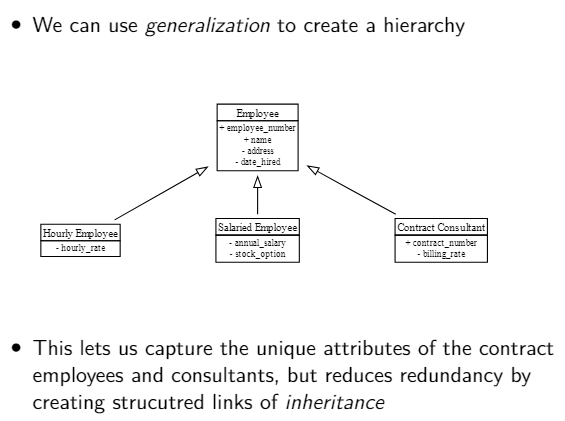 • We can use generalization to create a hierarchy
Employee
+ employee_number
+ name
- address
- date_hired
Hourly Employee
- hourly_rate
Salaried Employee
- annual_salary
- stock_option
Contract Consultant
+ contract_number
- billing_rate
• This lets us capture the unique attributes of the contract
employees and consultants, but reduces redundancy by
creating strucutred links of inheritance